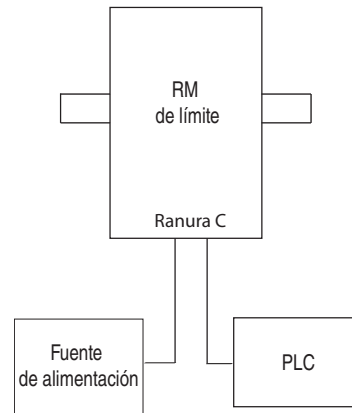 RM
de límite
Ranura C
Fuente
de alimentación
PLC